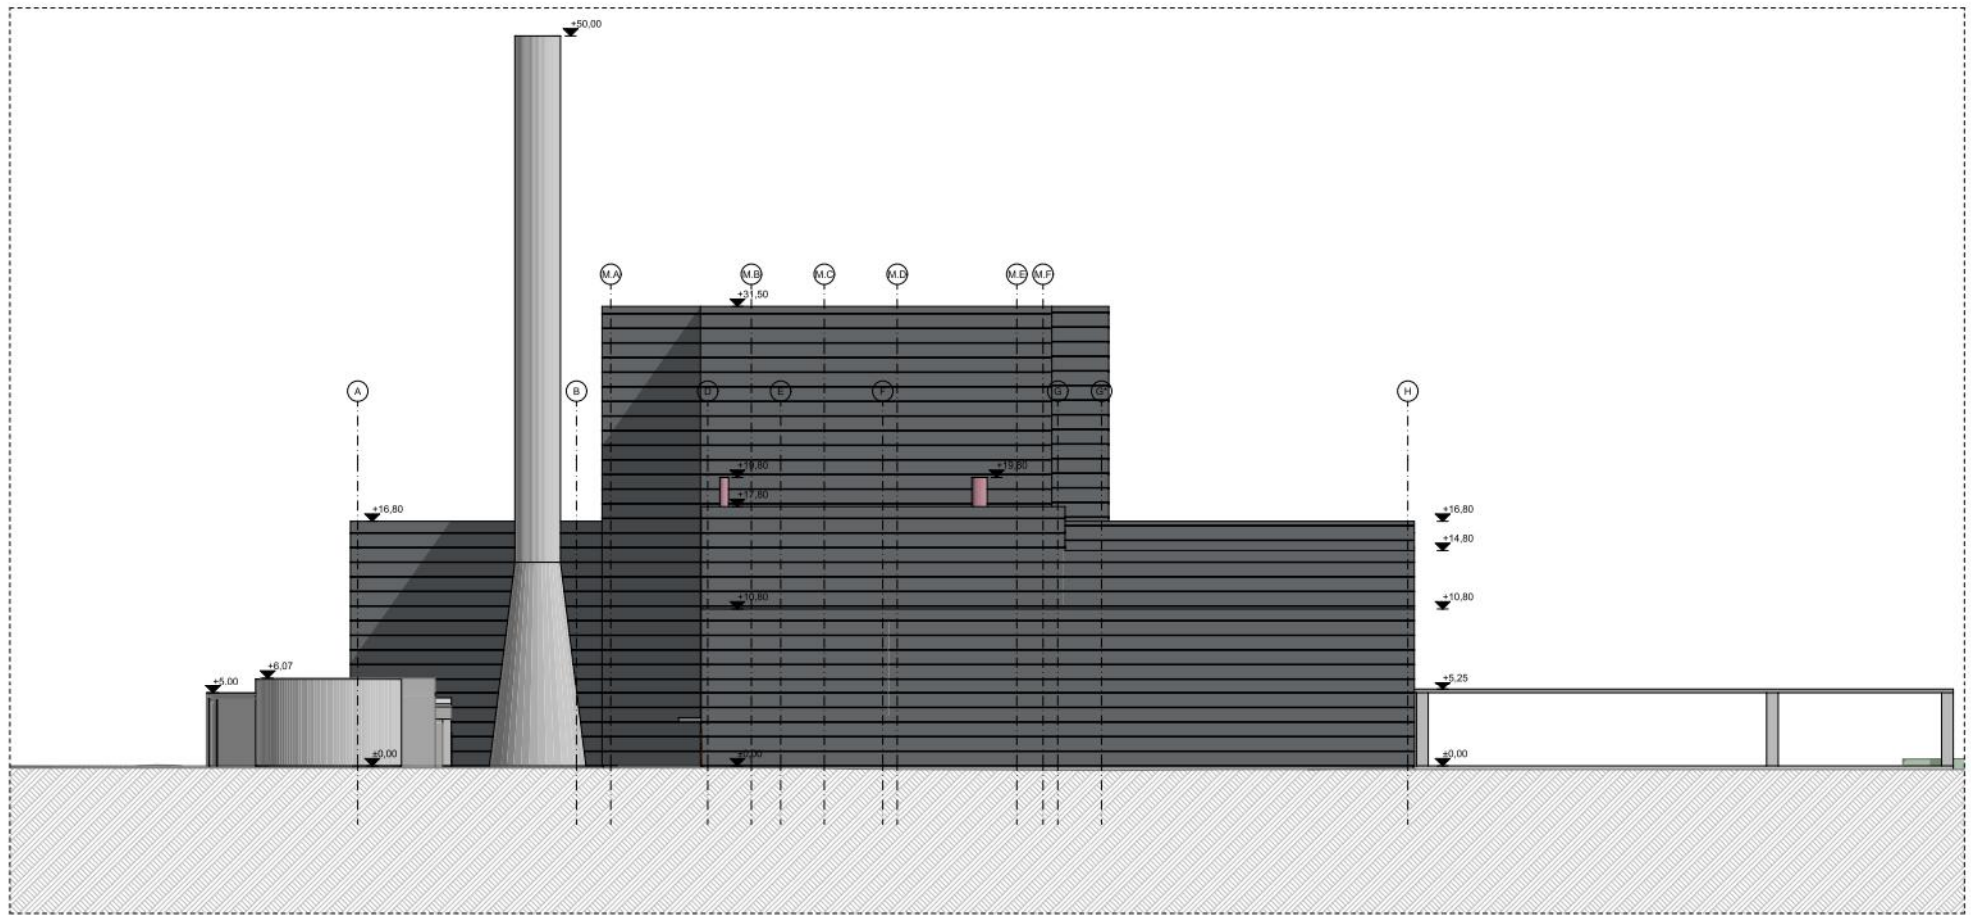 +50,00
M.A
M.B
M.C
M.D
M.E
M.F
+31,50
A
B
D
E
F
G
G'
H
+19,80
+19,80
+17,80
+16,80
+16,80
+14,80
+10,80
+10,80
+6,07
+5,00
+5,25
±0,00
±0,00
±0,00